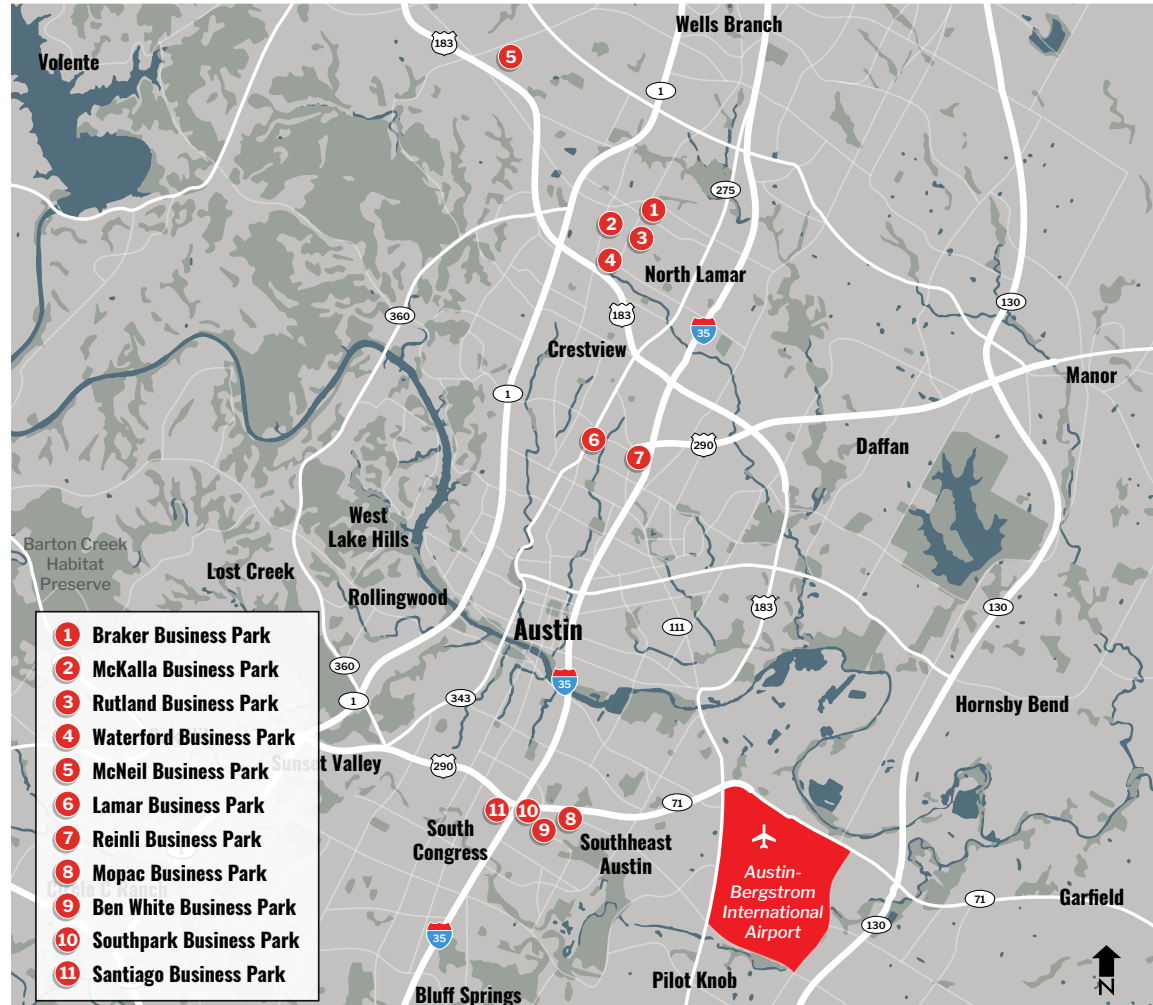 Wells Branch
183
5
Volente
1
275
1
2
3
4
North Lamar
130
360
183
35
Crestview
Manor
1
6
290
7
Daffan
West
Lake Hills
Barton Creek
Habitat
Preserve
Lost Creek
Rollingwood
130
183
Austin
111
360
35
343
1
Hornsby Bend
Sunset Valley
290
71
11
10
8
9
South
Congress
Southeast
Austin
Austin-
Bergstrom
International
Airport
Circle C Ranch
71
Garfield
130
35
Pilot Knob
Bluff Springs
N
1 Braker Business Park
2 McKalla Business Park
3 Rutland Business Park
4 Waterford Business Park
5 McNeil Business Park
6 Lamar Business Park
7 Reinli Business Park
8 Mopac Business Park
9 Ben White Business Park
10 Southpark Business Park
11 Santiago Business Park